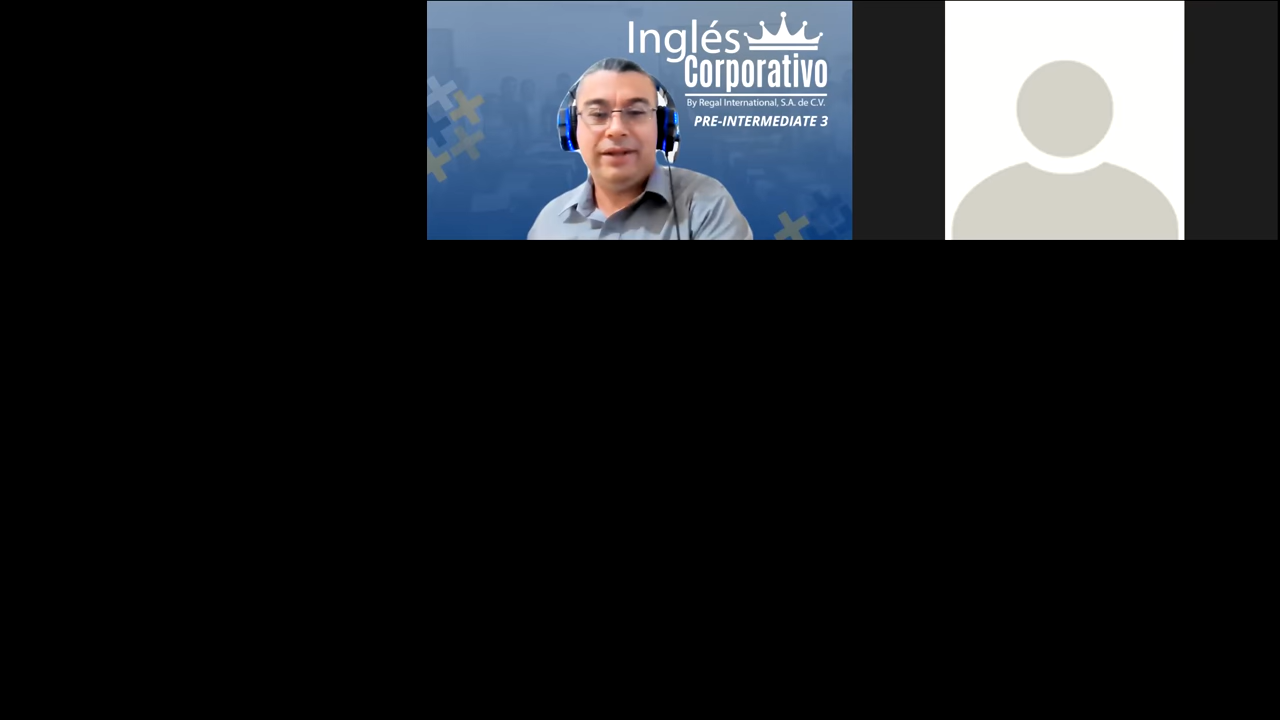 Inglés
Corporativo
By Regal International, S.A. de C.V.
PRE-INTERMEDIATE 3